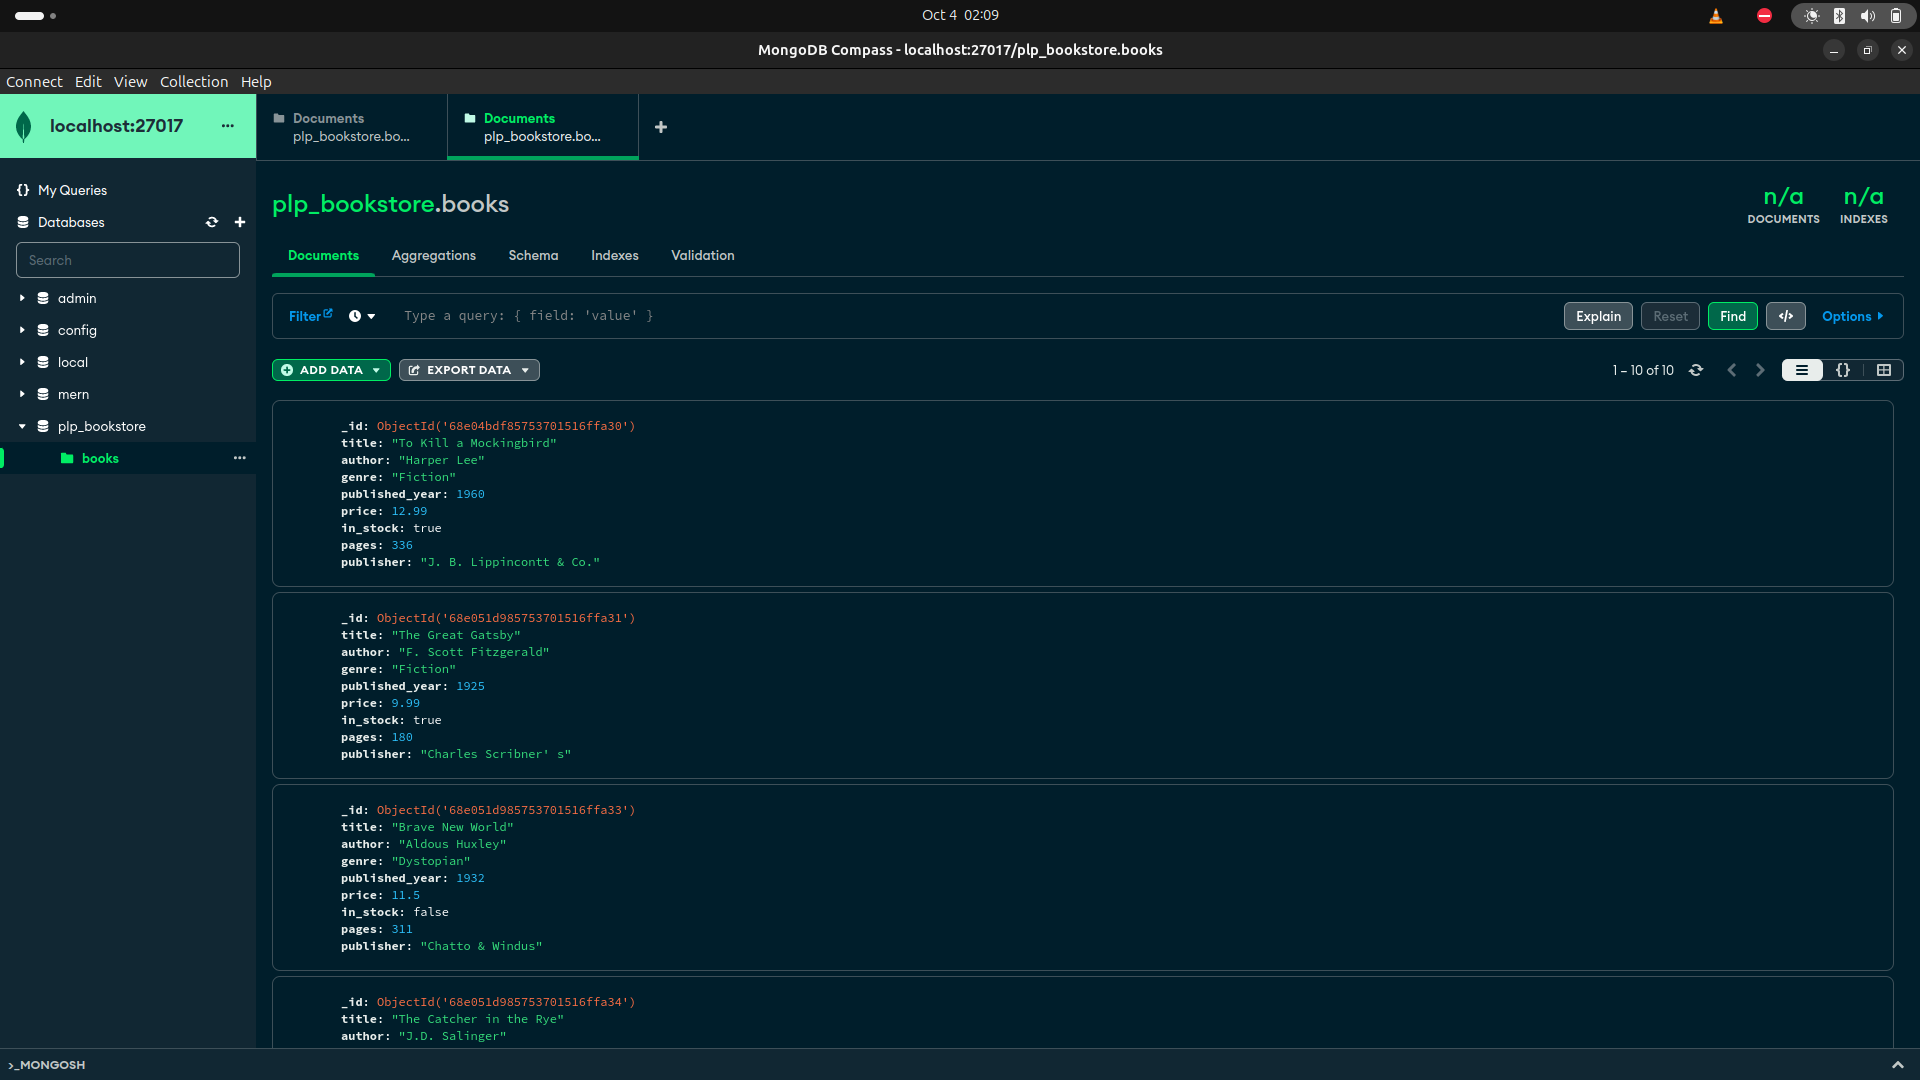 Oct 4 02:09
MongoDB Compass - localhost:27017/plp_bookstore.books
Connect Edit View Collection Help
localhost:27017 ...
Documents
plp_bookstore.bo...
Documents
plp_bookstore.bo...
{} My Queries
Databases
Search
admin
config
local
mern
plp_bookstore
books ...
plp_bookstore.books
n/a
DOCUMENTS
n/a
INDEXES
Documents Aggregations Schema Indexes Validation
Filter Type a query: { field: 'value' } Explain Reset Find </> Options
ADD DATA EXPORT DATA 1 – 10 of 10 {}
_id: ObjectId('68e04bdf85753701516ffa30')
title: "To Kill a Mockingbird"
author: "Harper Lee"
genre: "Fiction"
published_year: 1960
price: 12.99
in_stock: true
pages: 336
publisher: "J. B. Lippincontt & Co."
_id: ObjectId('68e051d985753701516ffa31')
title: "The Great Gatsby"
author: "F. Scott Fitzgerald"
genre: "Fiction"
published_year: 1925
price: 9.99
in_stock: true
pages: 180
publisher: "Charles Scribner' s"
_id: ObjectId('68e051d985753701516ffa33')
title: "Brave New World"
author: "Aldous Huxley"
genre: "Dystopian"
published_year: 1932
price: 11.5
in_stock: false
pages: 311
publisher: "Chatto & Windus"
_id: ObjectId('68e051d985753701516ffa34')
title: "The Catcher in the Rye"
author: "J.D. Salinger"
>_MONGOSH